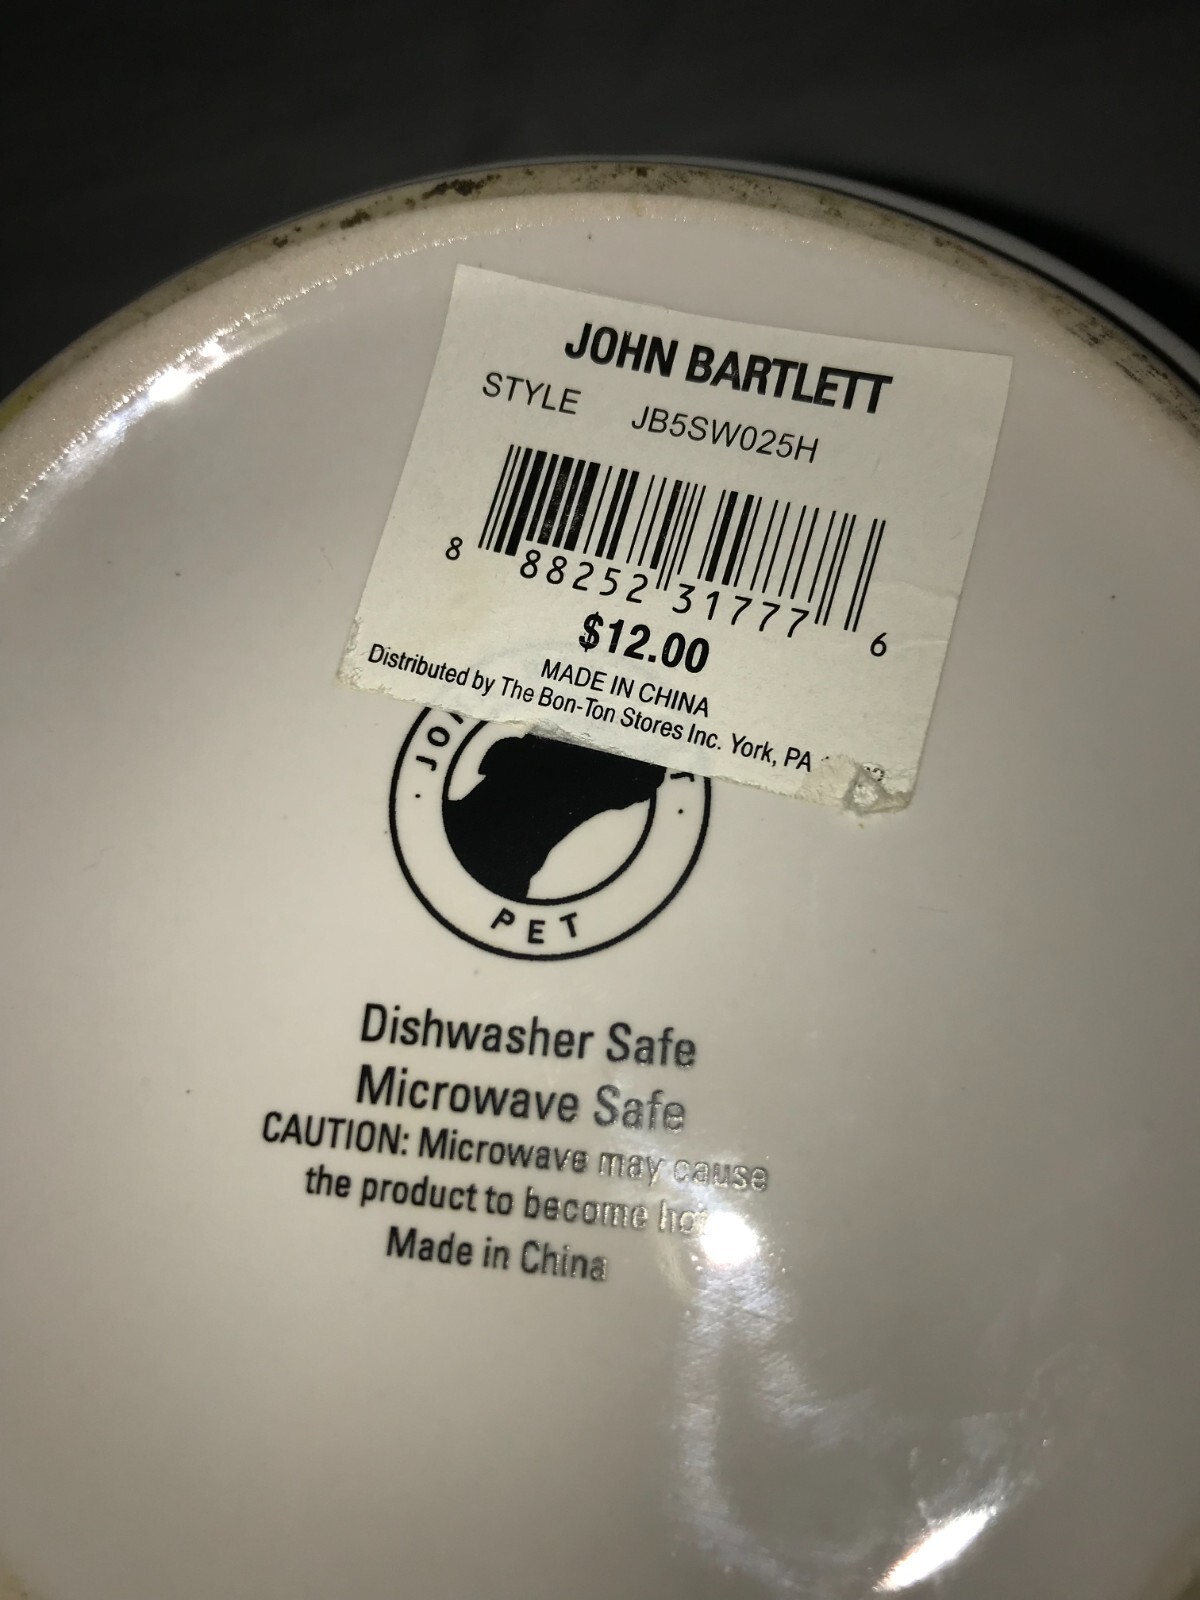 JOHN BARTLETT
STYLE JB5SW025H
8 88252 31777 6
$12.00
MADE IN CHINA
Distributed by The Bon-Ton Stores Inc. York, PA
PET
Dishwasher Safe
Microwave Safe
CAUTION: Microwave may cause
the product to become hot
Made in China